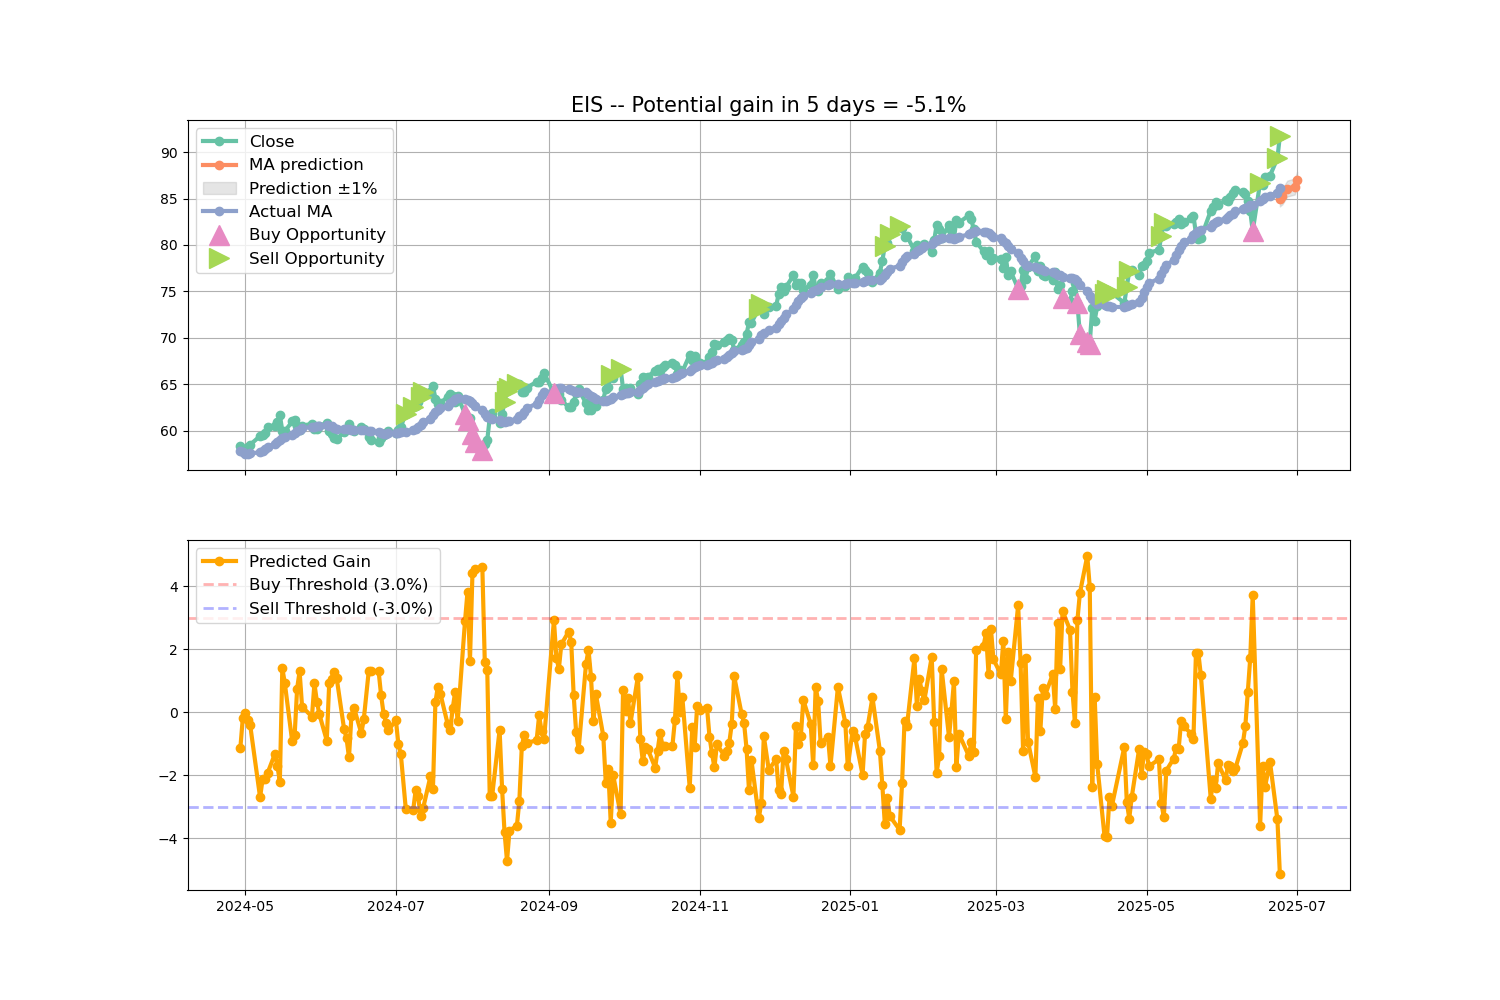 EIS -- Potential gain in 5 days = -5.1%
Close
MA prediction
Prediction ±1%
Actual MA
Buy Opportunity
Sell Opportunity
90
85
80
75
70
65
60
Predicted Gain
Buy Threshold (3.0%)
Sell Threshold (-3.0%)
4
2
0
−2
−4
2024-05
2024-07
2024-09
2024-11
2025-01
2025-03
2025-05
2025-07